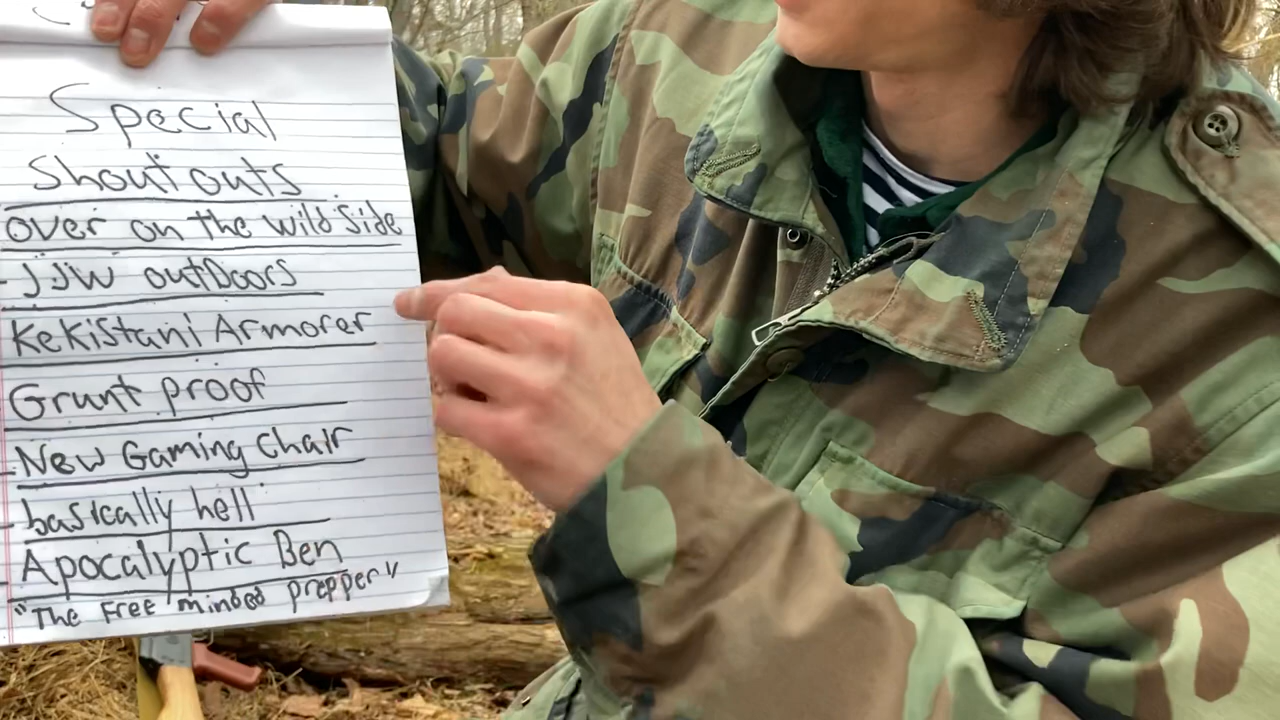 Special
Shout outs
over on the wild Side
- JJW outDoors
Kekistani Armorer
Grunt proof
- New Gaming Chair
- basically hell
- Apocalyptic Ben
"The Free minded prepper"